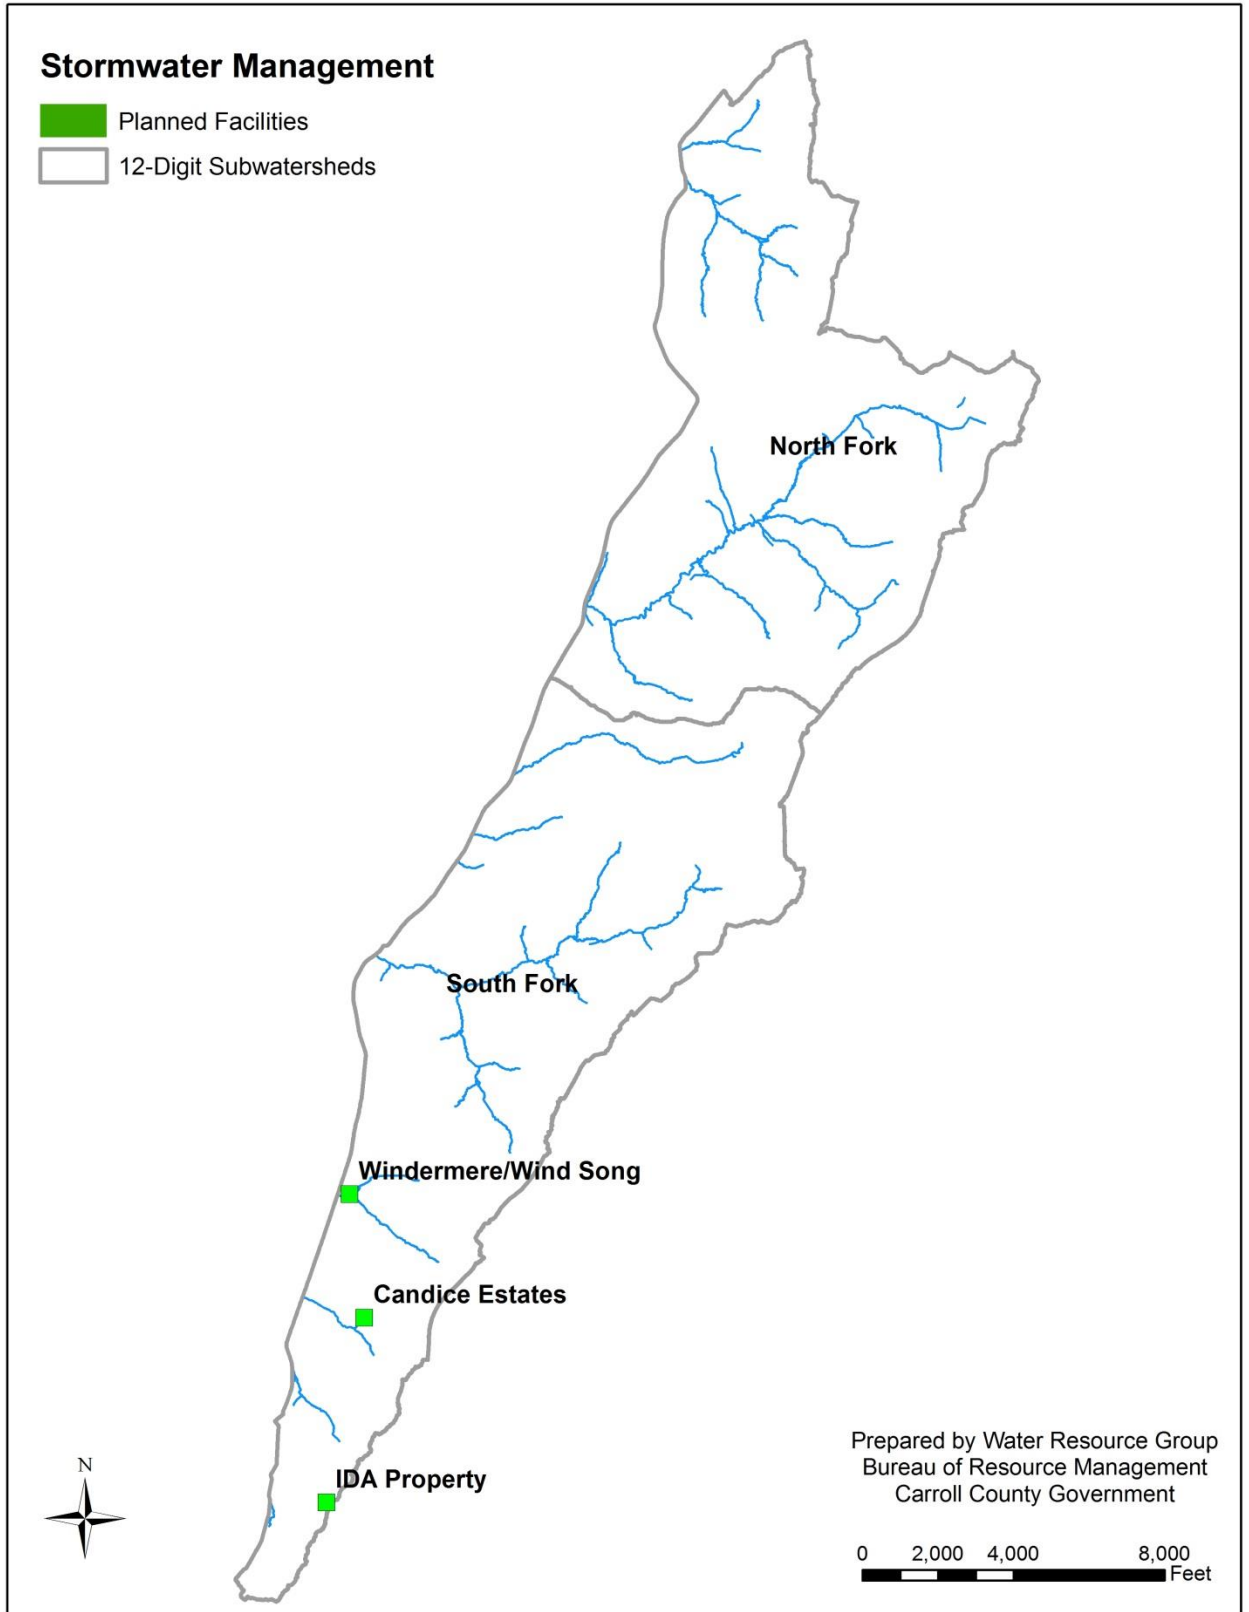 Stormwater Management
Planned Facilities
12-Digit Subwatersheds
North Fork
South Fork
Windermere/Wind Song
Candice Estates
IDA Property
N
Prepared by Water Resource Group
Bureau of Resource Management
Carroll County Government
0 2,000 4,000 8,000
Feet